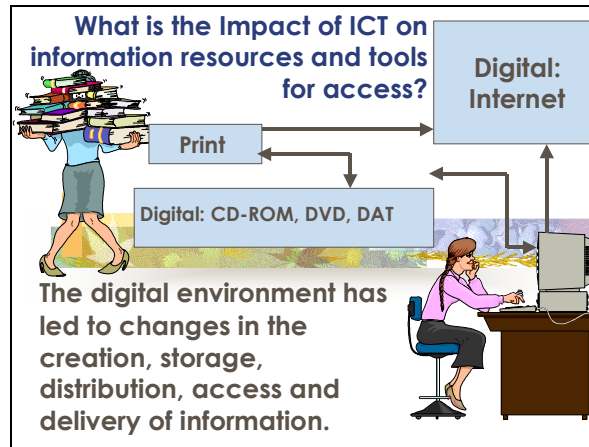 What is the Impact of ICT on
information resources and tools
for access?
Digital:
Internet
Print
Digital: CD-ROM, DVD, DAT
The digital environment has
led to changes in the
creation, storage,
distribution, access and
delivery of information.